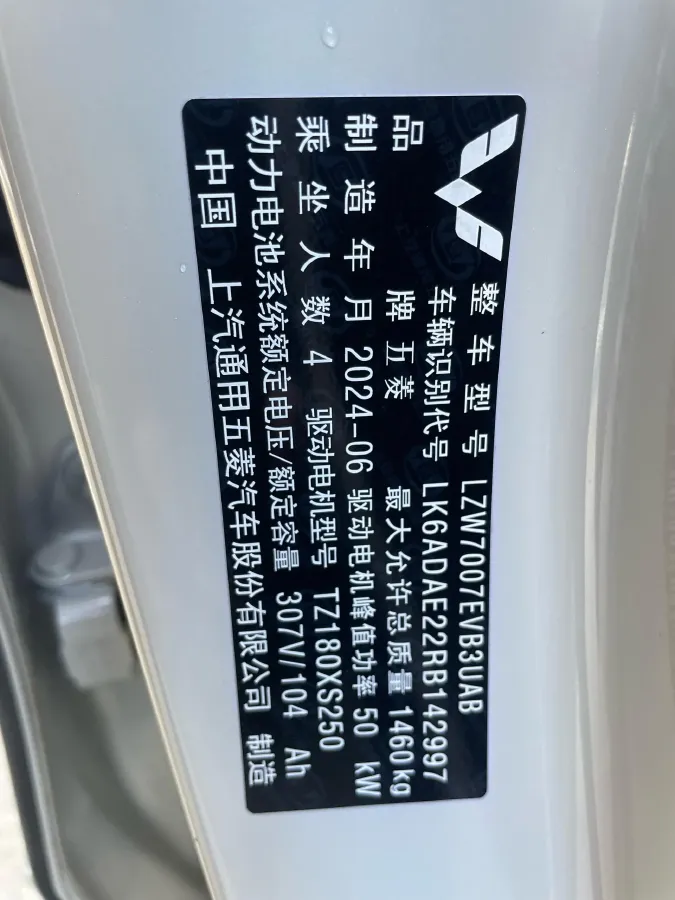 整车型号 LZW7007EVB3UAB
车辆识别代号 LK6ADAE22RB142997
品牌 五菱 最大允许总质量 1460kg
制造年月 2024-06 驱动电机峰值功率 50 kW
乘坐人数 4 驱动电机型号 TZ180XS250
动力电池系统额定电压/额定容量 307V/104 Ah
中国 上汽通用五菱汽车股份有限公司 制造